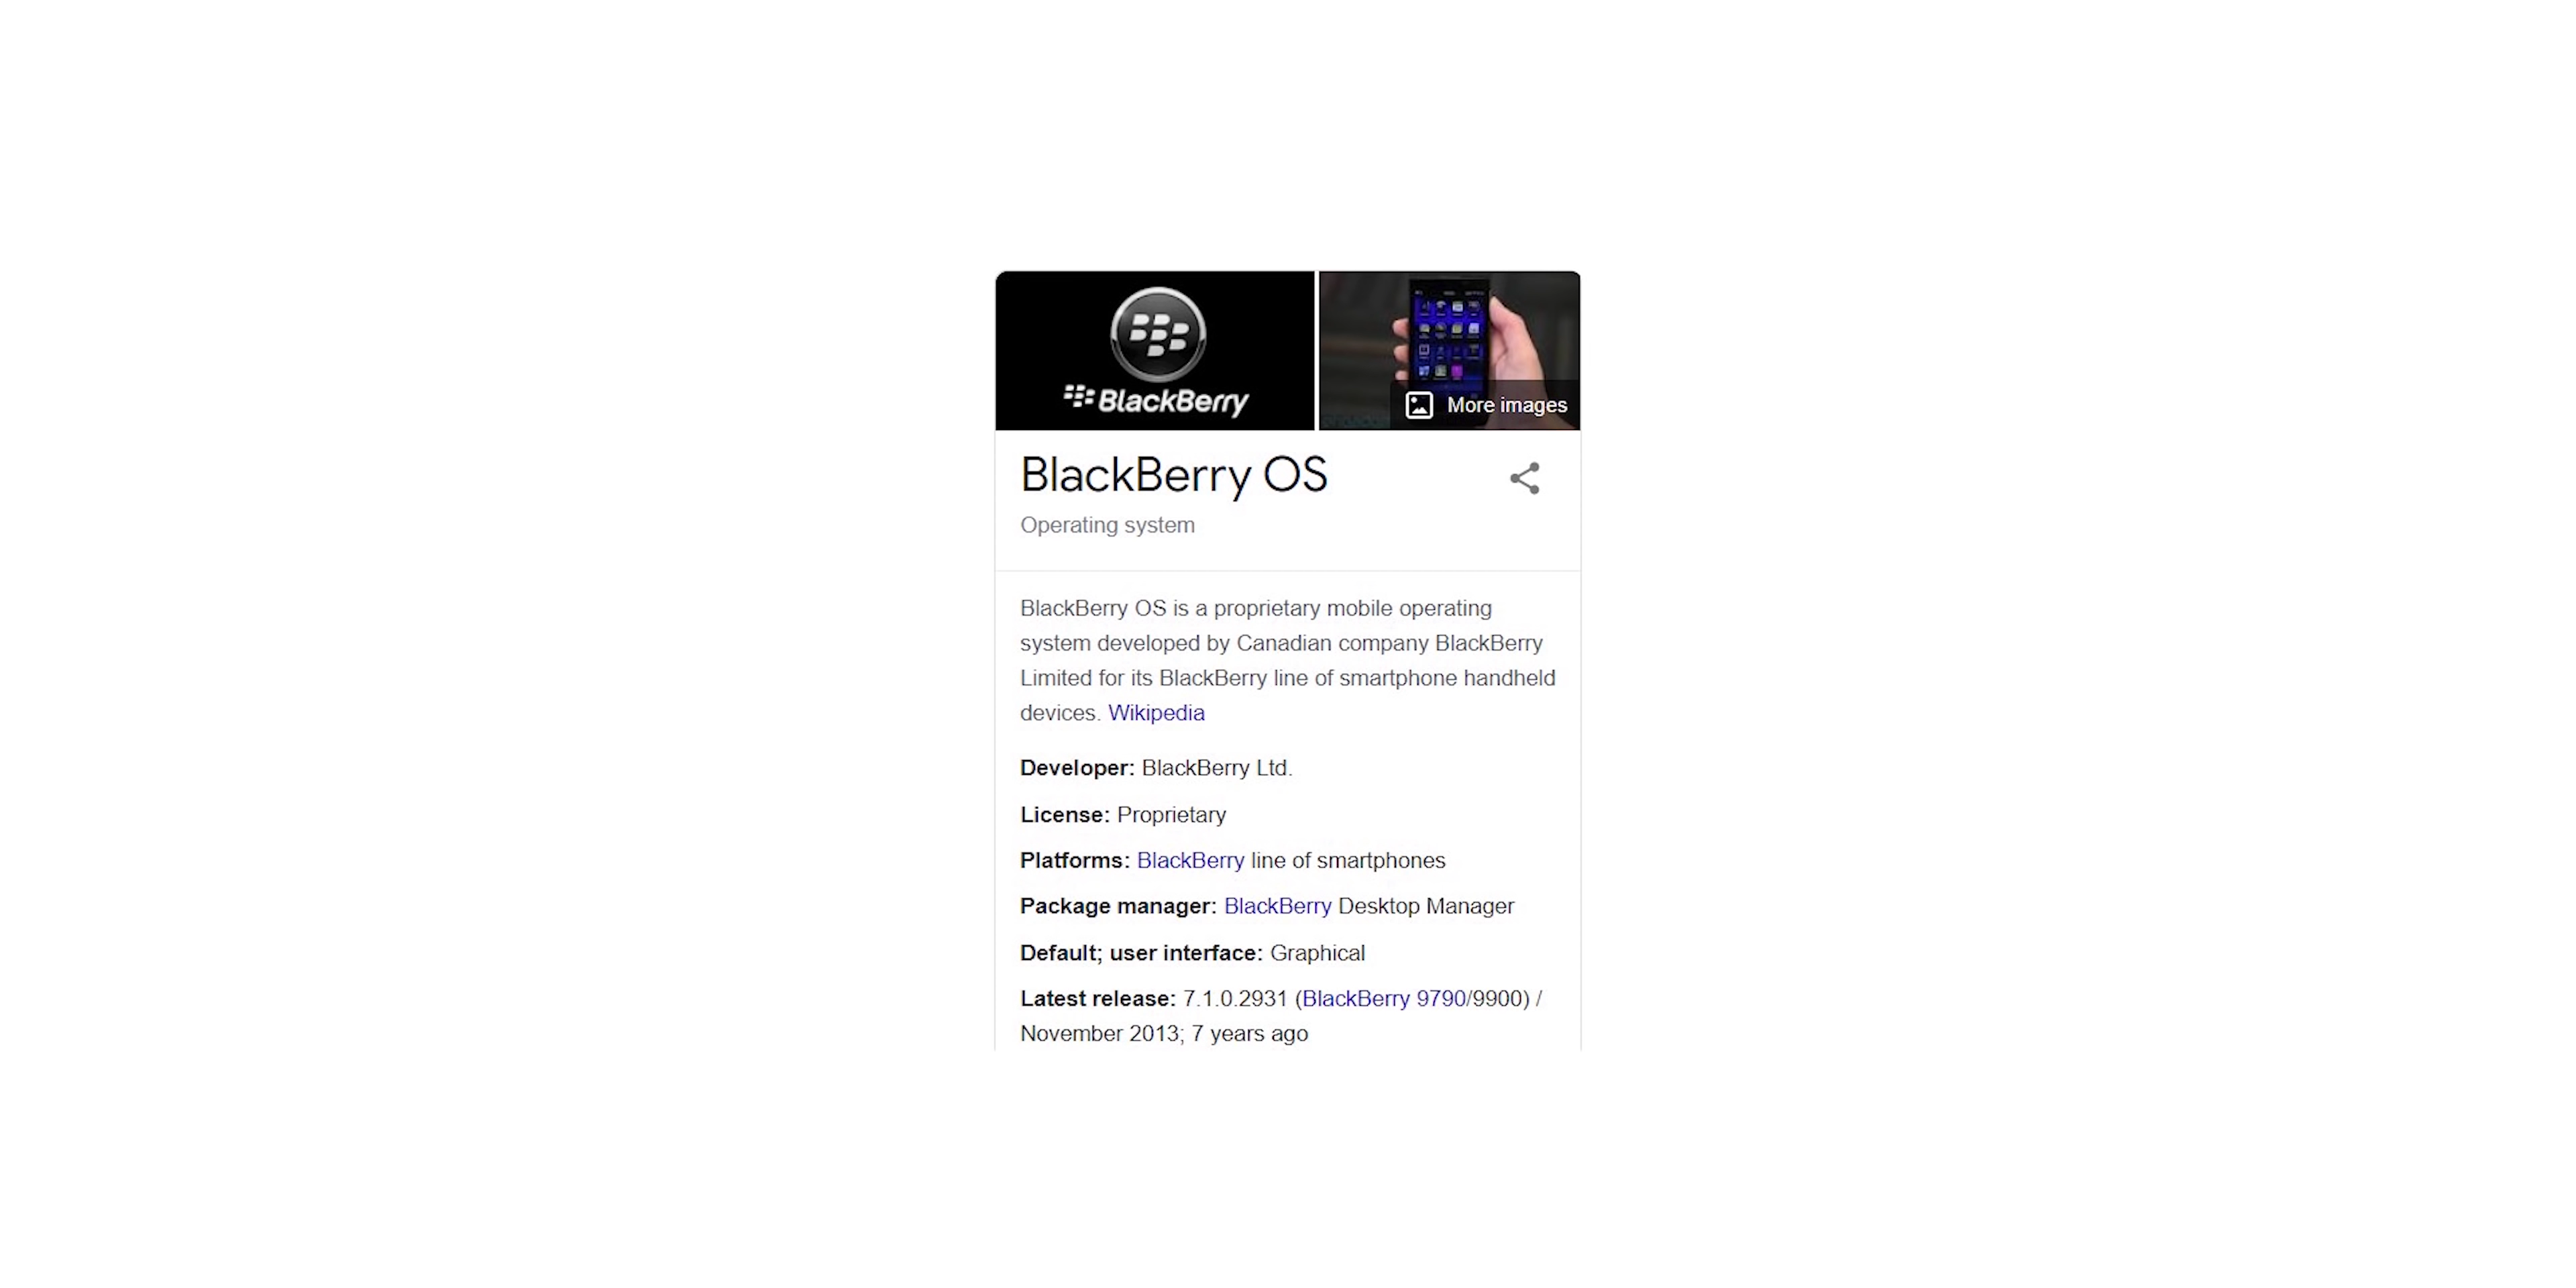 BlackBerry
More images
BlackBerry OS
Operating system
BlackBerry OS is a proprietary mobile operating
system developed by Canadian company BlackBerry
Limited for its BlackBerry line of smartphone handheld
devices. Wikipedia
Developer: BlackBerry Ltd.
License: Proprietary
Platforms: BlackBerry line of smartphones
Package manager: BlackBerry Desktop Manager
Default; user interface: Graphical
Latest release: 7.1.0.2931 (BlackBerry 9790/9900) /
November 2013; 7 years ago